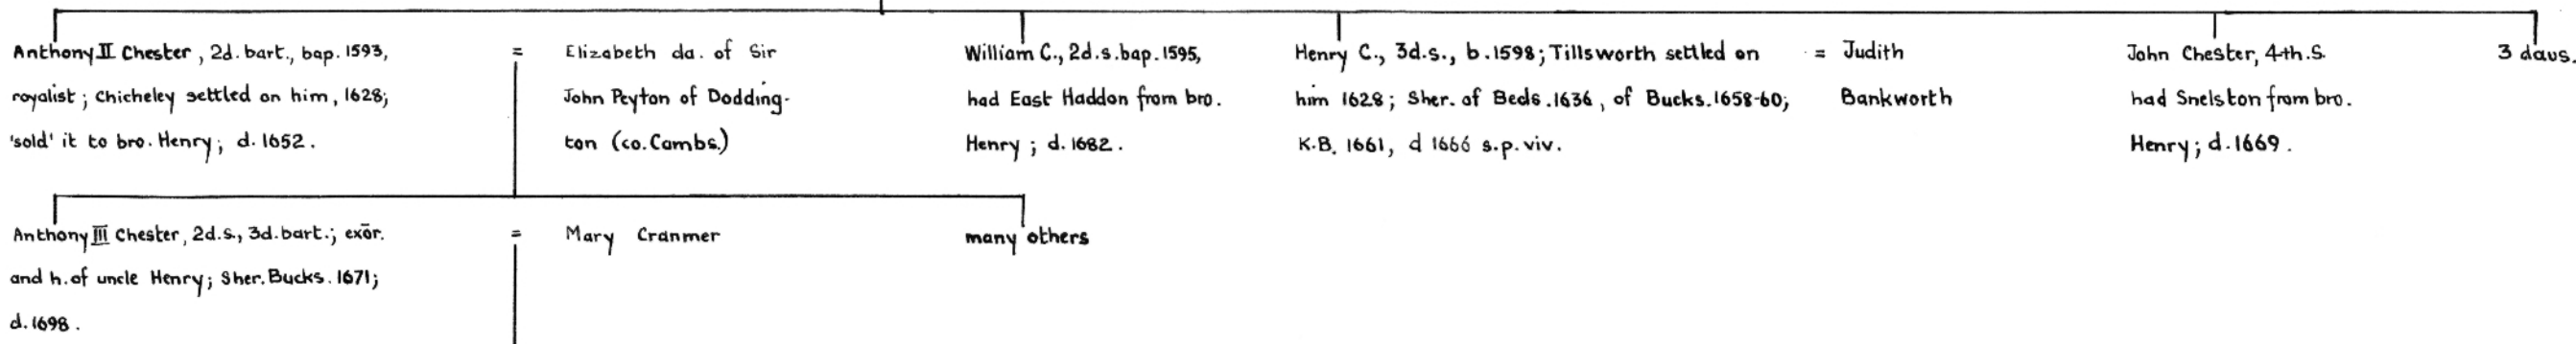 Anthony II Chester, 2d. bart., bap. 1593,
royalist; Chicheley settled on him, 1628;
'sold' it to bro. Henry; d. 1652.
=
Elizabeth da. of Sir
John Peyton of Dodding-
ton (co. Cambs.)
William C., 2d.s. bap. 1595,
had East Haddon from bro.
Henry; d. 1682.
Henry C., 3d.s., b. 1598; Tillsworth settled on
him 1628; Sher. of Beds. 1636, of Bucks. 1658-60;
K.B. 1661, d 1666 s.p. viv.
= Judith
Bankworth
John Chester, 4th. S.
had Snelston from bro.
Henry; d. 1669.
3 daus.
Anthony III Chester, 2d.s., 3d. bart.; exōr.
and h. of uncle Henry; Sher. Bucks. 1671;
d. 1698.
=
Mary Cranmer
many others